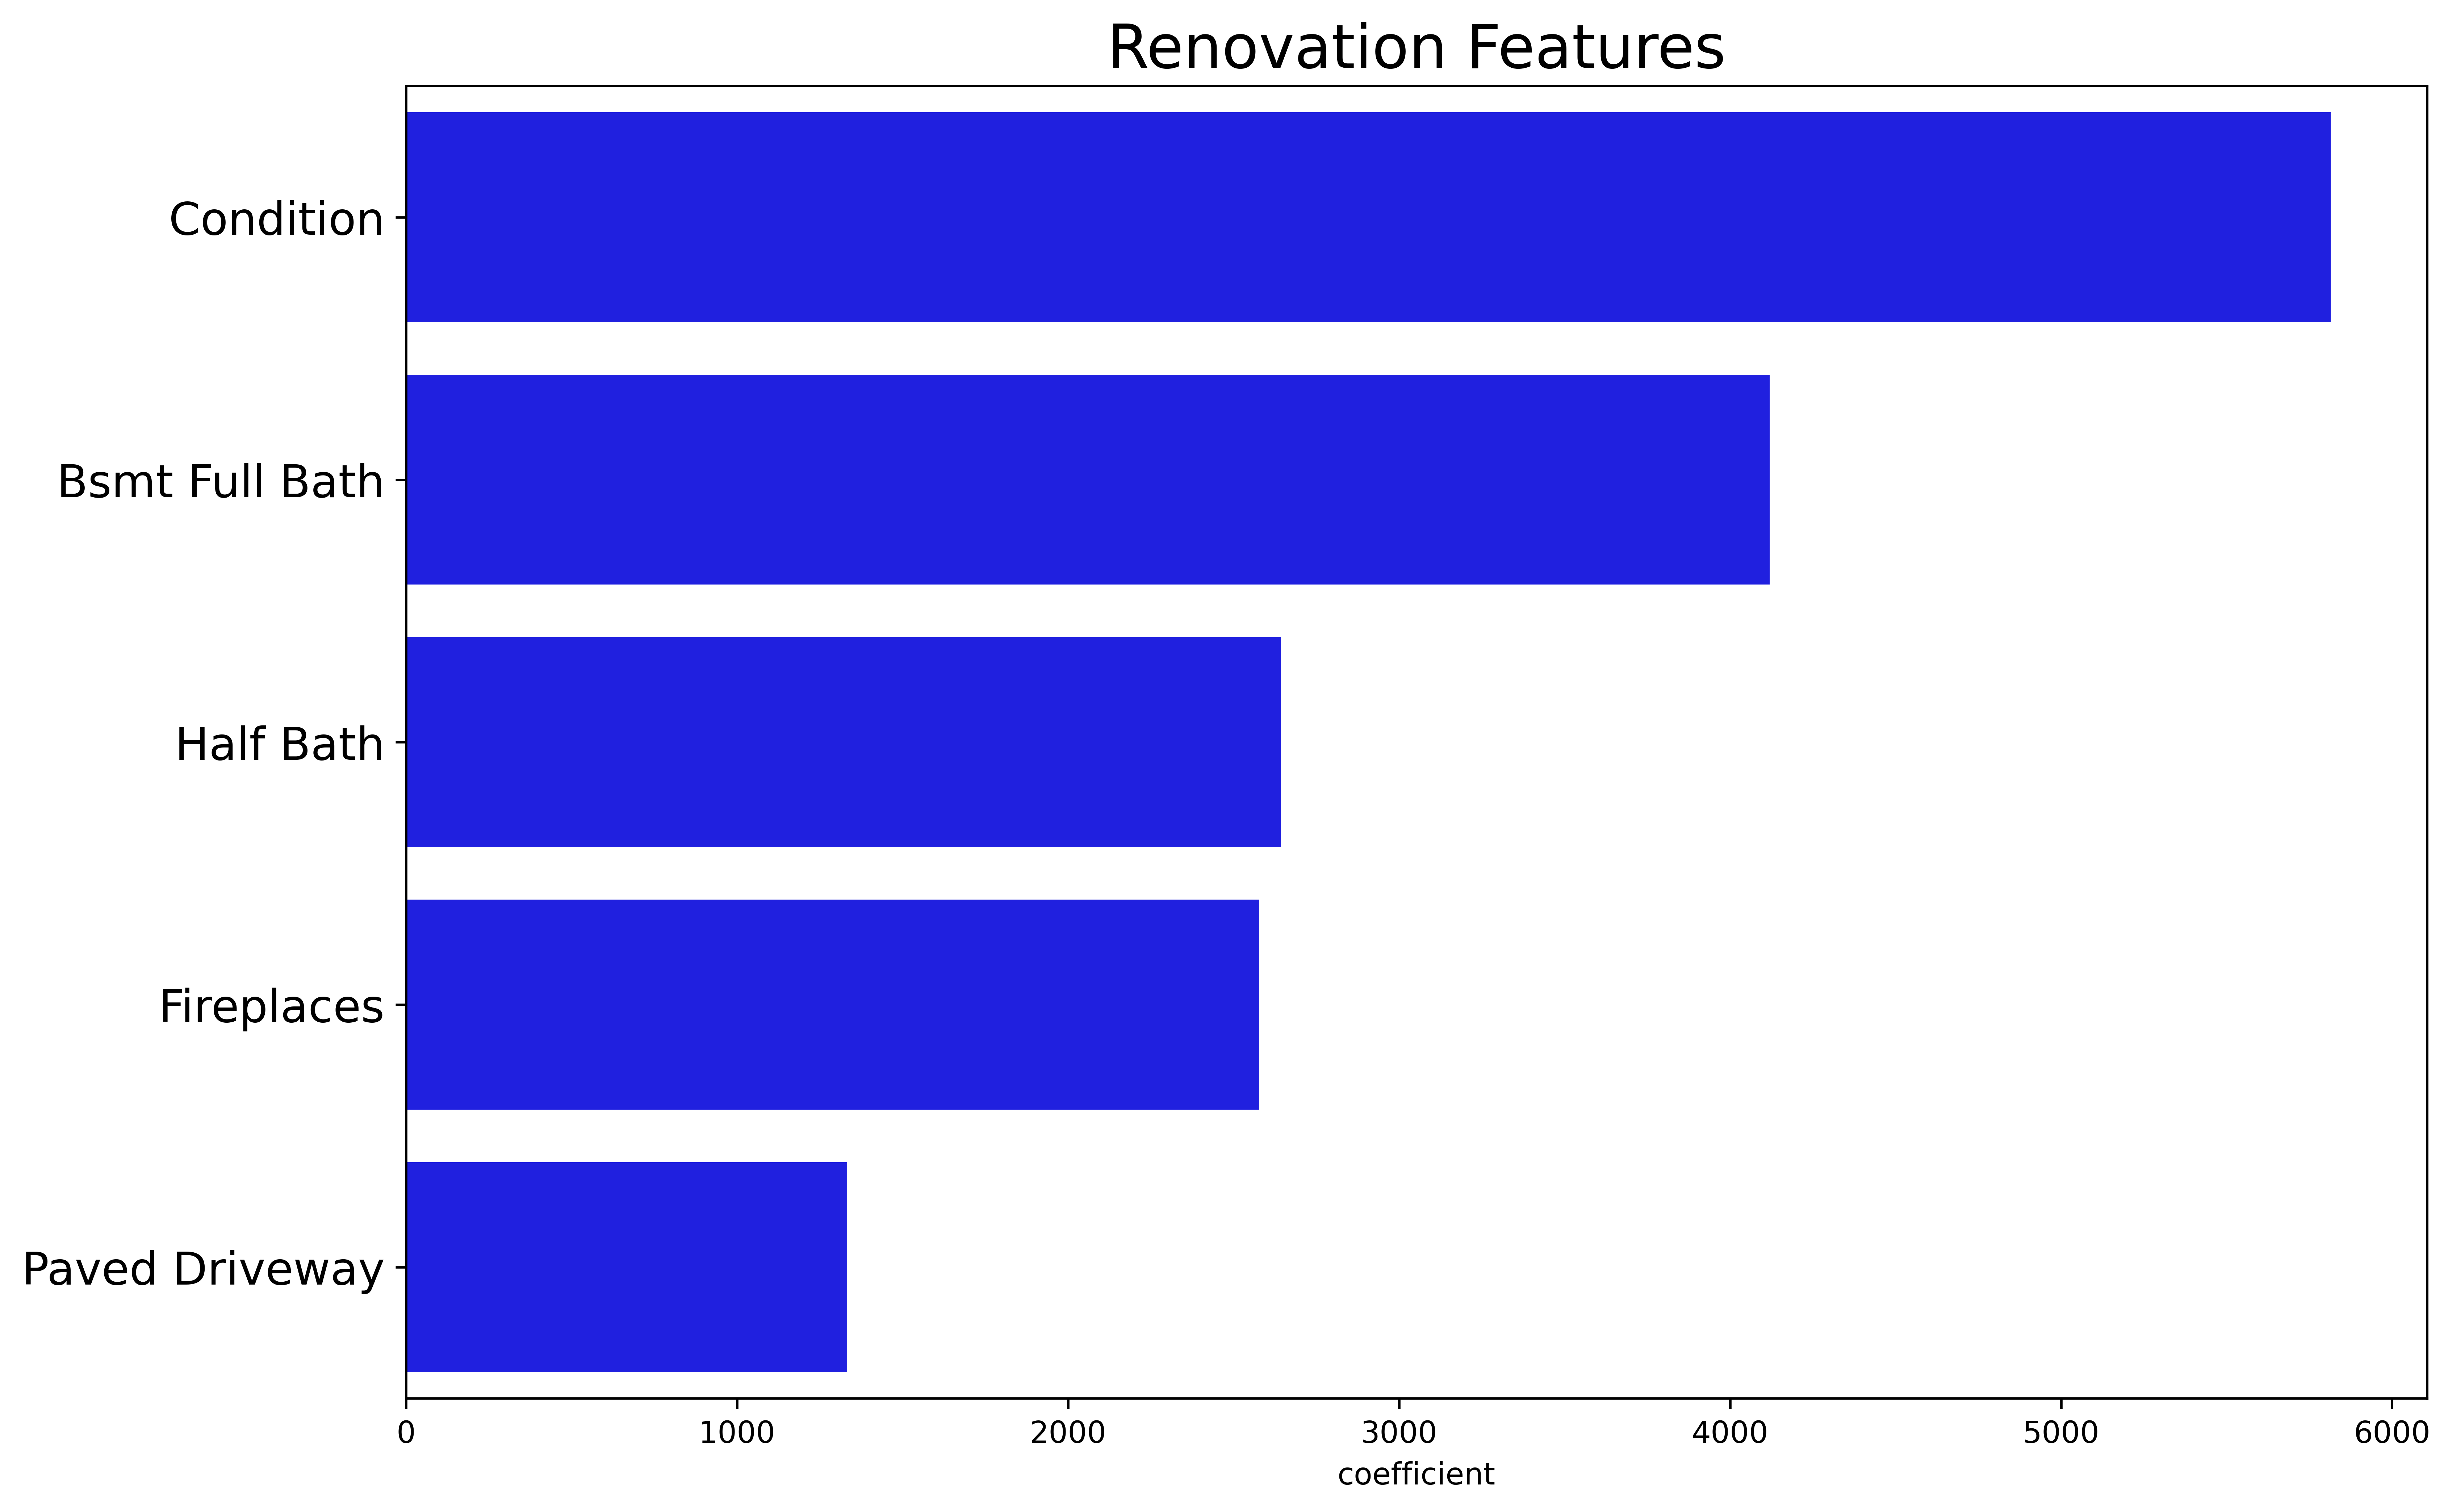 Renovation Features
Condition
Bsmt Full Bath
Half Bath
Fireplaces
Paved Driveway
0 1000 2000 3000 4000 5000 6000
coefficient